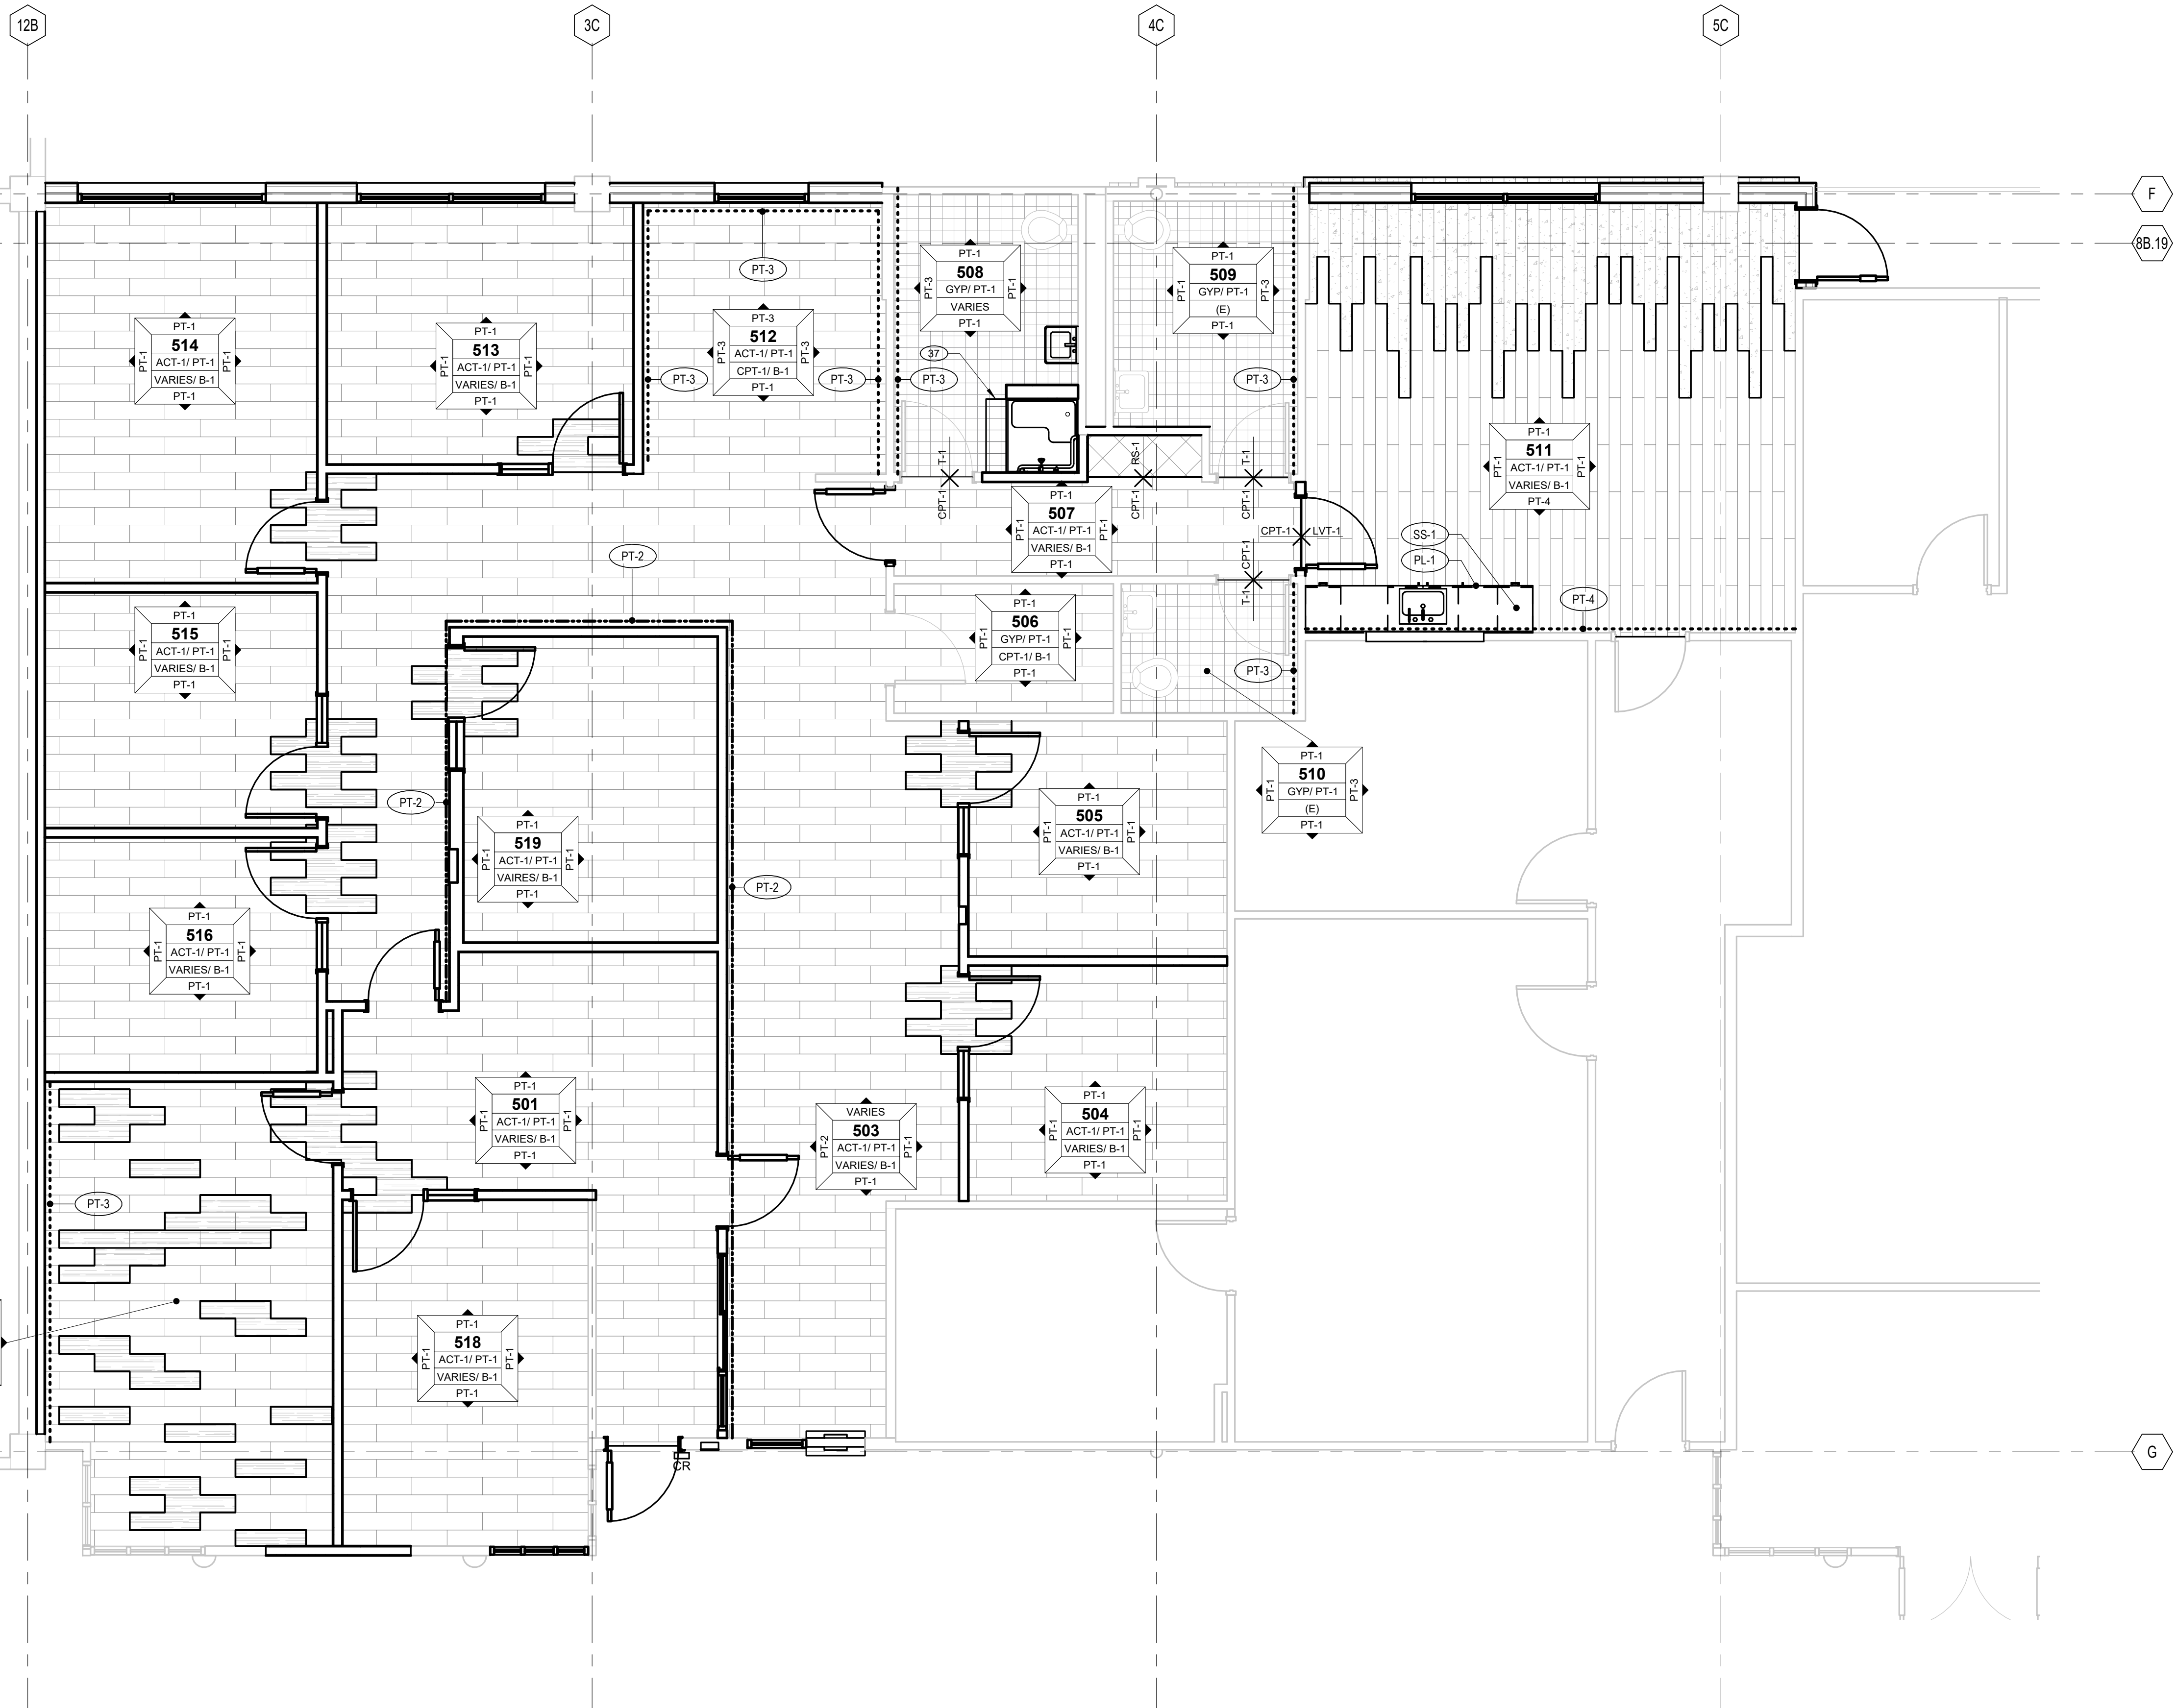 12B
3C
4C
5C
F
8B.19
G
PT-3
PT-1
PT-3
508
GYP/ PT-1
VARIES
PT-1
PT-1
PT-1
PT-1
509
GYP/ PT-1
(E)
PT-3
PT-1
PT-1
PT-1
514
ACT-1/ PT-1
VARIES/ B-1
PT-1
PT-1
PT-1
PT-1
513
ACT-1/ PT-1
VARIES/ B-1
PT-1
PT-1
PT-3
PT-3
512
ACT-1/ PT-1
CPT-1/ B-1
PT-3
PT-1
PT-3
PT-3
PT-3
37
PT-3
T-1
CPT-1
RS-1
CPT-1
T-1
CPT-1
PT-1
PT-1
511
ACT-1/ PT-1
VARIES/ B-1
PT-1
PT-4
PT-1
PT-1
507
ACT-1/ PT-1
VARIES/ B-1
PT-1
PT-1
CPT-1
LVT-1
CPT-1
T-1
SS-1
PL-1
PT-4
PT-2
PT-1
PT-1
515
ACT-1/ PT-1
VARIES/ B-1
PT-1
PT-1
PT-1
PT-1
506
GYP/ PT-1
CPT-1/ B-1
PT-1
PT-1
PT-3
PT-1
PT-1
510
GYP/ PT-1
(E)
PT-3
PT-1
PT-2
PT-1
PT-1
519
ACT-1/ PT-1
VAIRES/ B-1
PT-1
PT-1
PT-2
PT-1
PT-1
505
ACT-1/ PT-1
VARIES/ B-1
PT-1
PT-1
PT-1
PT-1
516
ACT-1/ PT-1
VARIES/ B-1
PT-1
PT-1
PT-1
PT-1
501
ACT-1/ PT-1
VARIES/ B-1
PT-1
PT-1
VARIES
PT-2
503
ACT-1/ PT-1
VARIES/ B-1
PT-1
PT-1
PT-1
PT-1
504
ACT-1/ PT-1
VARIES/ B-1
PT-1
PT-1
PT-3
PT-1
PT-1
518
ACT-1/ PT-1
VARIES/ B-1
PT-1
PT-1
CR